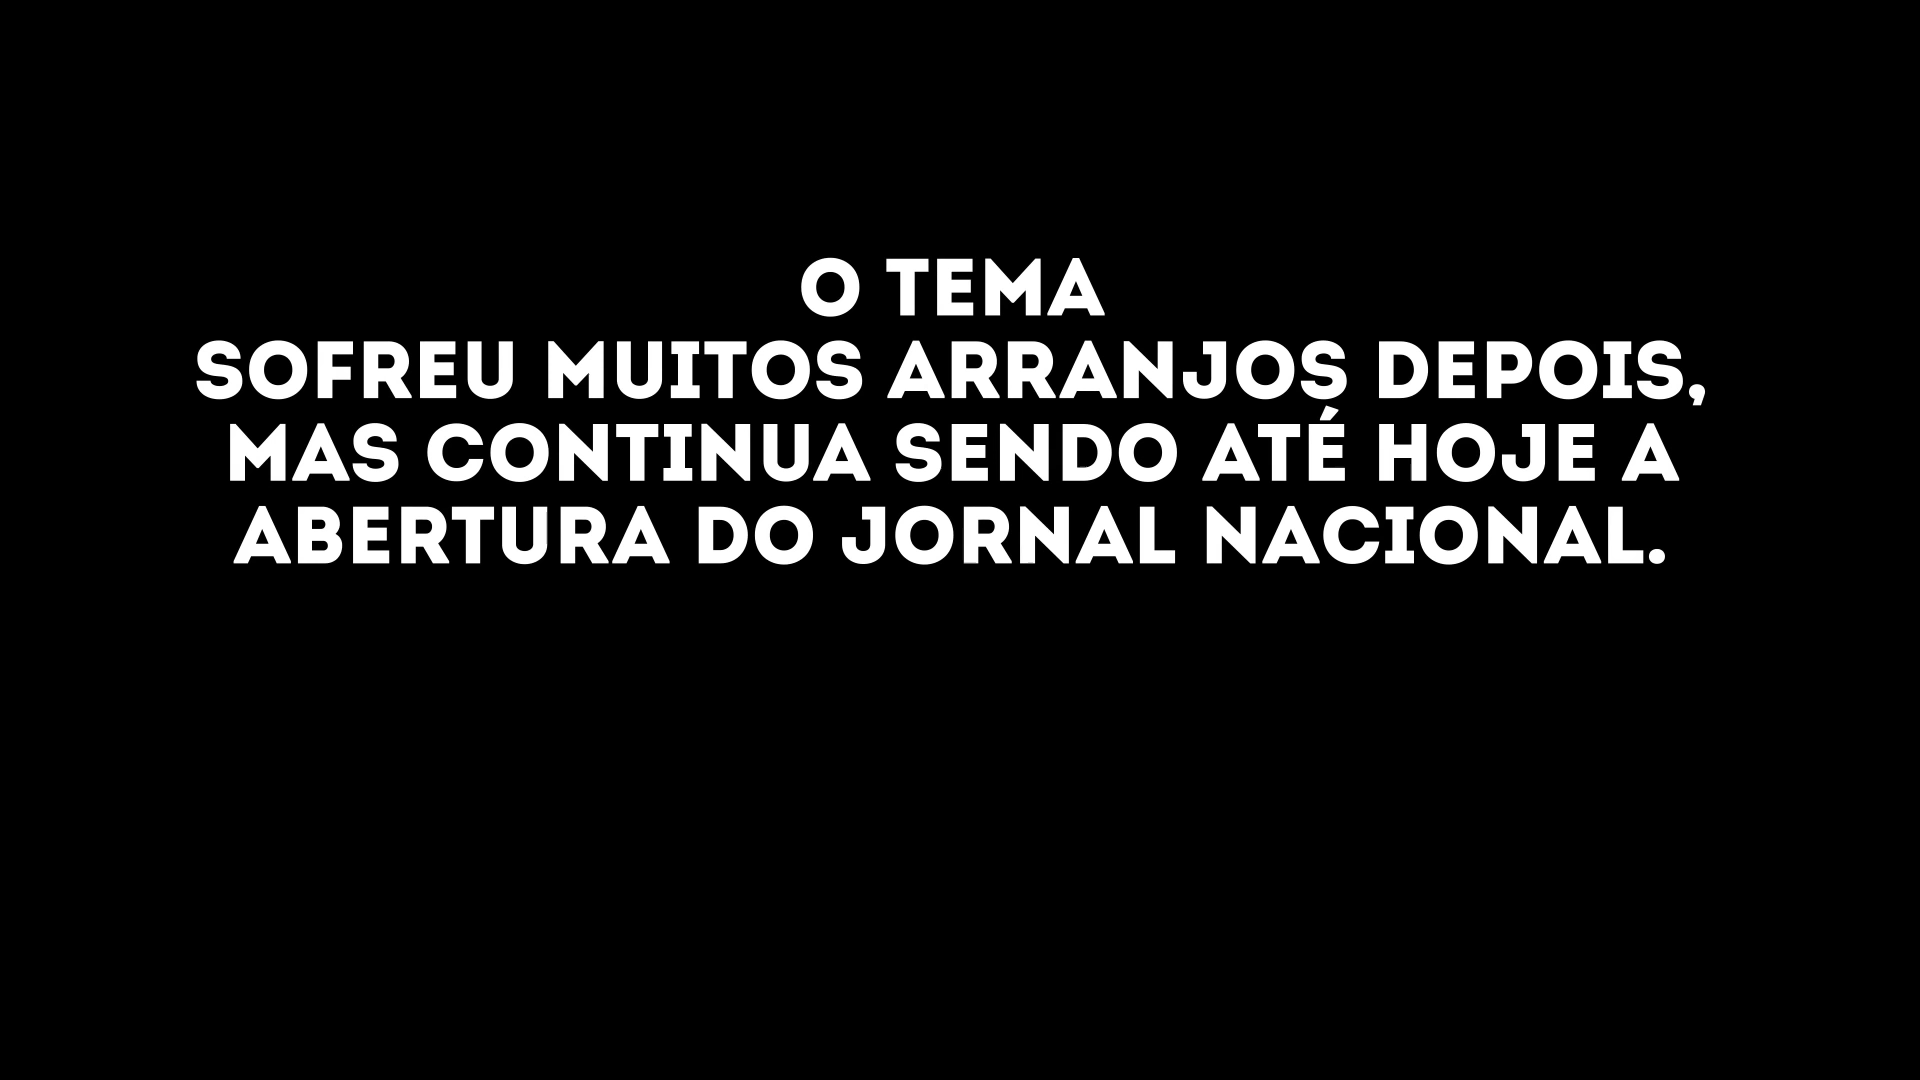 O TEMA
SOFREU MUITOS ARRANJOS DEPOIS,
MAS CONTINUA SENDO ATÉ HOJE A
ABERTURA DO JORNAL NACIONAL.